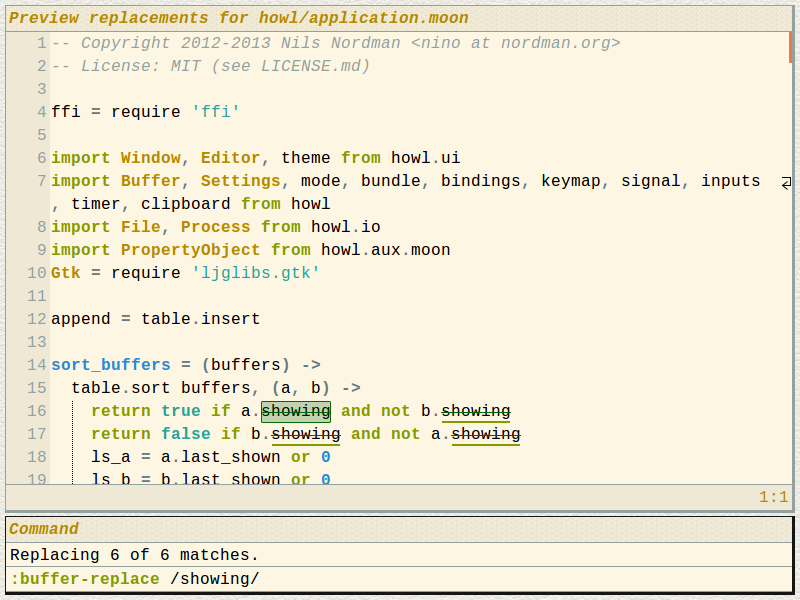 Preview replacements for howl/application.moon
1 -- Copyright 2012-2013 Nils Nordman <nino at nordman.org>
2 -- License: MIT (see LICENSE.md)
3
4 ffi = require 'ffi'
5
6 import Window, Editor, theme from howl.ui
7 import Buffer, Settings, mode, bundle, bindings, keymap, signal, inputs
, timer, clipboard from howl
8 import File, Process from howl.io
9 import PropertyObject from howl.aux.moon
10 Gtk = require 'ljglibs.gtk'
11
12 append = table.insert
13
14 sort_buffers = (buffers) ->
15   table.sort buffers, (a, b) ->
16     return true if a.showing and not b.showing
17     return false if b.showing and not a.showing
18     ls_a = a.last_shown or 0
19     ls_b = b.last_shown or 0
1:1
Command
Replacing 6 of 6 matches.
:buffer-replace /showing/